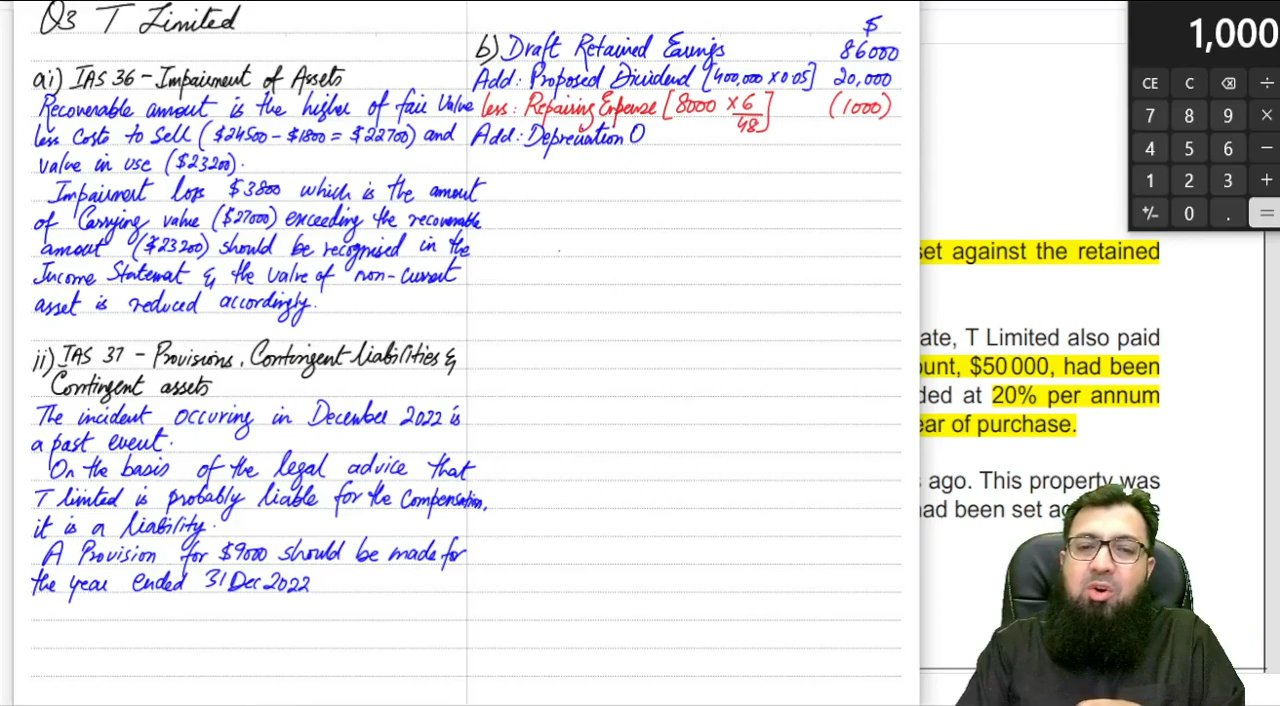 Q3 T Limited
ai) IAS 36 - Impairment of Assets
Recoverable amount is the higher of fair value
less costs to sell ($24500 - $1800 = $22700) and
value in use ($23200).
Impairment loss $3800 which is the amount
of Carrying value ($27000) exceeding the recoverable
amount ($23200) should be recognised in the
Income Statemat & the value of non-current
asset is reduced accordingly.
ii) IAS 37 - Provisions, Contingent liabilities &
Contingent assets
The incident occuring in December 2022 is
a past event.
On the basis of the legal advice that
T limited is probably liable for the Compensation,
it is a liability.
A Provision for $9000 should be made for
the year ended 31 Dec 2022
$
b) Draft Retained Earnings 86000
Add: Proposed Dividend [400,000 x 0.05] 20,000
less: Repairing Expense [8000 x 6/48] (1000)
Add: Depreciation 0
1,000
CE C ⌫ ÷
7 8 9 ×
4 5 6 −
1 2 3 +
+/- 0 . =
set against the retained
ate, T Limited also paid
ount, $50 000, had been
ded at 20% per annum
ear of purchase.
ago. This property was
had been set